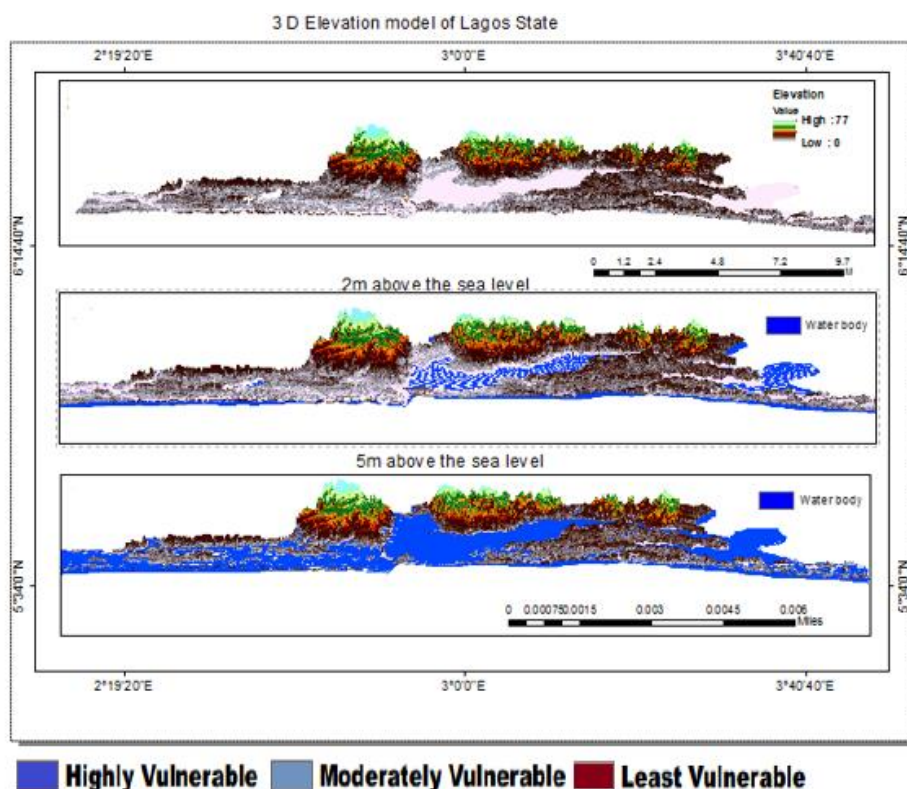 3 D Elevation model of Lagos State
2°19'20"E 3°0'0"E 3°40'40"E
Elevation
Value
High : 77
Low : 0
6°14'40"N 6°14'40"N
0 1.2 2.4 4.8 7.2 9.7
2m above the sea level
Water body
5m above the sea level
Water body
5°34'0"N 5°34'0"N
0 0.000750.0015 0.003 0.0045 0.006
Miles
2°19'20"E 3°0'0"E 3°40'40"E
Highly Vulnerable Moderately Vulnerable Least Vulnerable